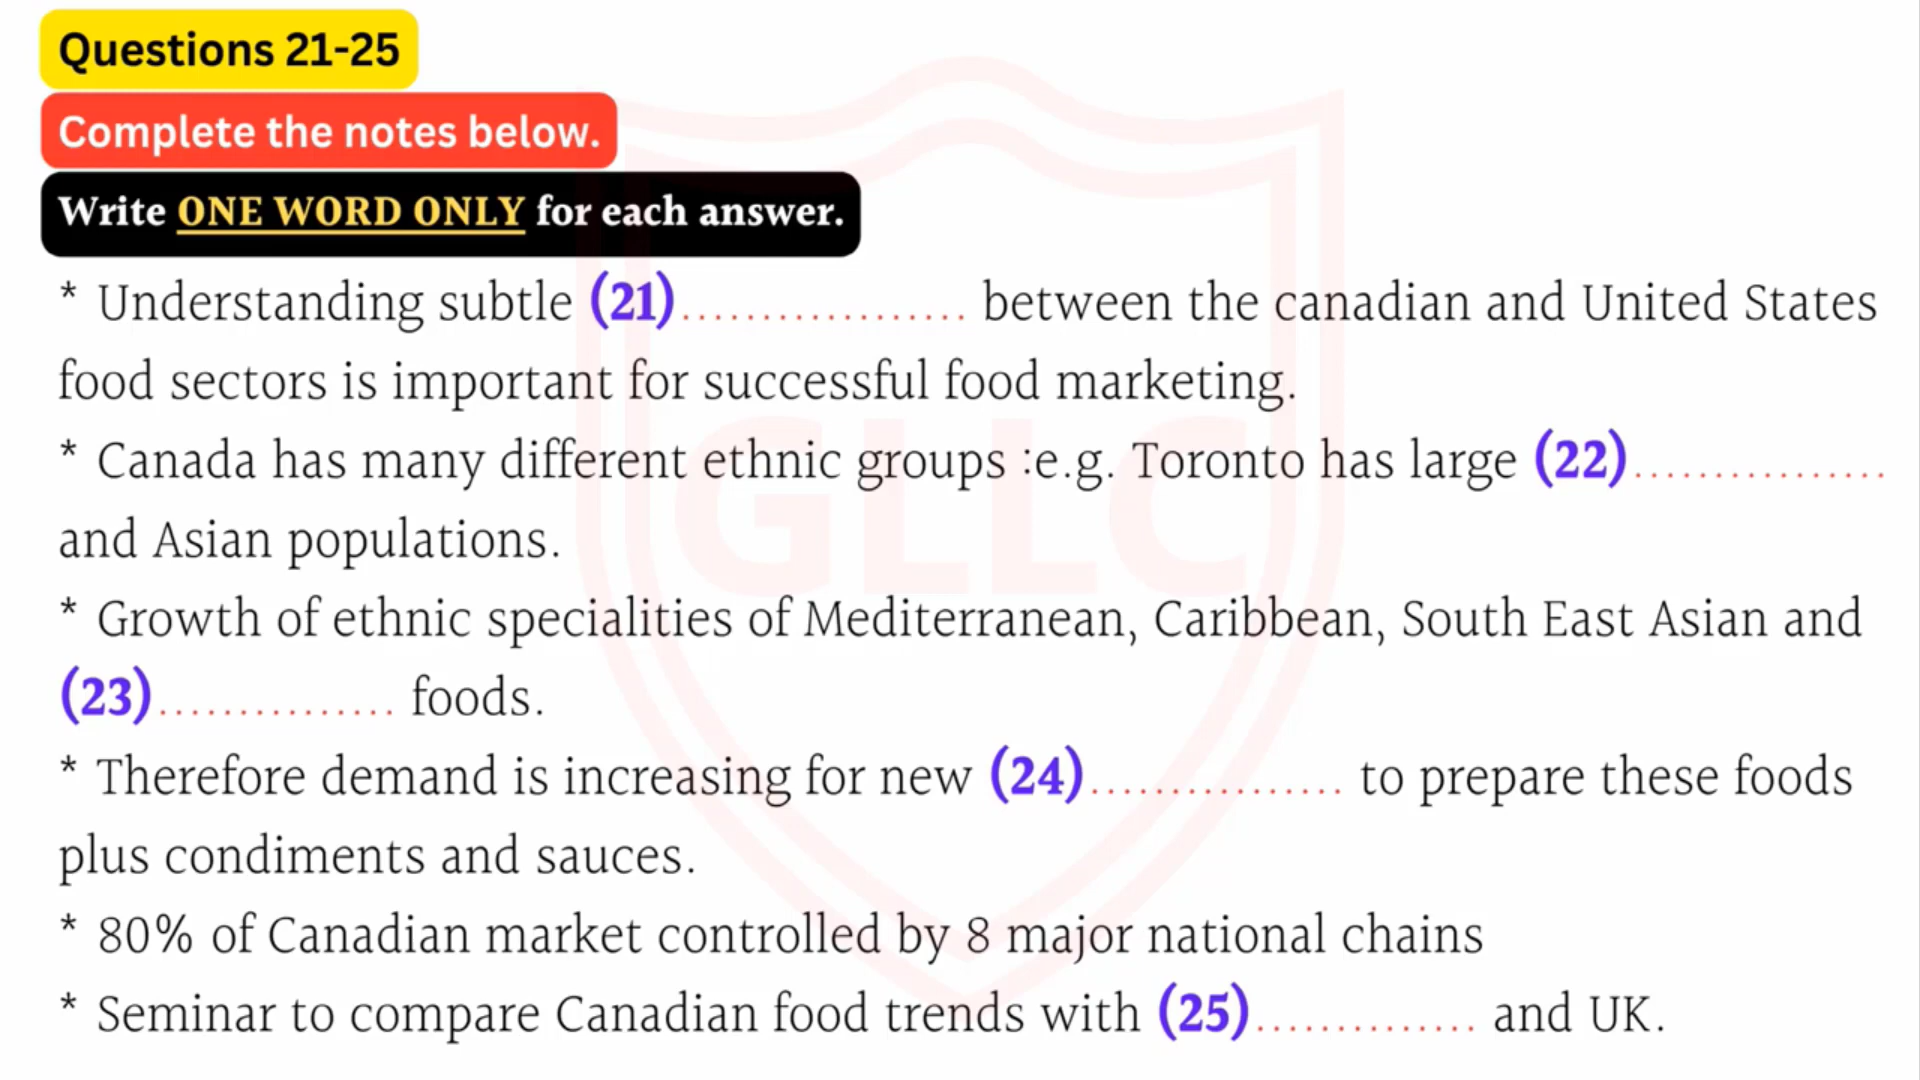 Questions 21-25
Complete the notes below.
Write ONE WORD ONLY for each answer.
* Understanding subtle (21).................. between the canadian and United States
food sectors is important for successful food marketing.
* Canada has many different ethnic groups :e.g. Toronto has large (22)................
and Asian populations.
* Growth of ethnic specialities of Mediterranean, Caribbean, South East Asian and
(23)............... foods.
* Therefore demand is increasing for new (24)................ to prepare these foods
plus condiments and sauces.
* 80% of Canadian market controlled by 8 major national chains
* Seminar to compare Canadian food trends with (25).............. and UK.
GLLC